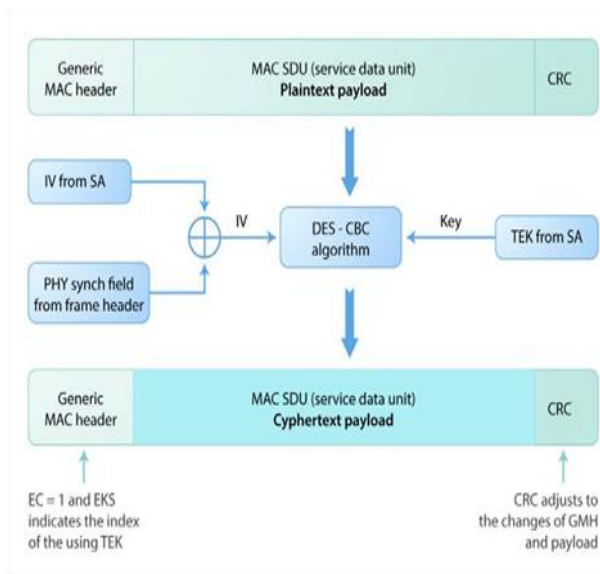 Generic
MAC header
MAC SDU (service data unit)
Plaintext payload
CRC
IV from SA
IV
DES - CBC
algorithm
Key
TEK from SA
PHY synch field
from frame header
Generic
MAC header
MAC SDU (service data unit)
Cyphertext payload
CRC
EC = 1 and EKS
indicates the index
of the using TEK
CRC adjusts to
the changes of GMH
and payload